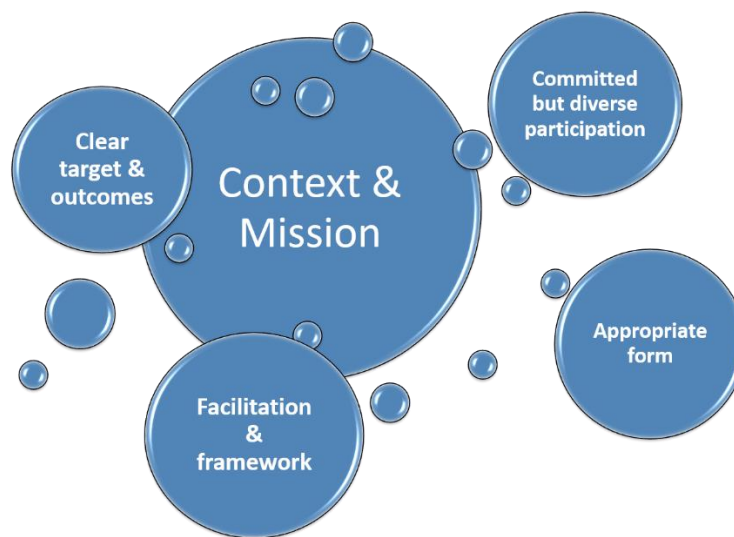 Clear
target &
outcomes
Context &
Mission
Committed
but diverse
participation
Appropriate
form
Facilitation
&
framework